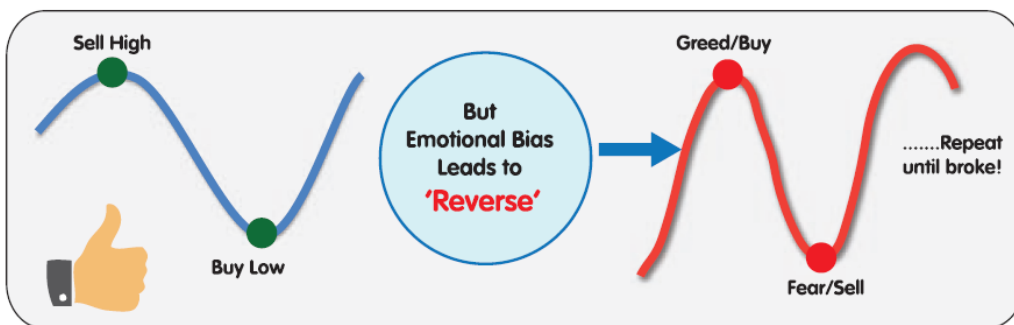 Sell High
Buy Low
But
Emotional Bias
Leads to
'Reverse'
Greed/Buy
Fear/Sell
.......Repeat
until broke!